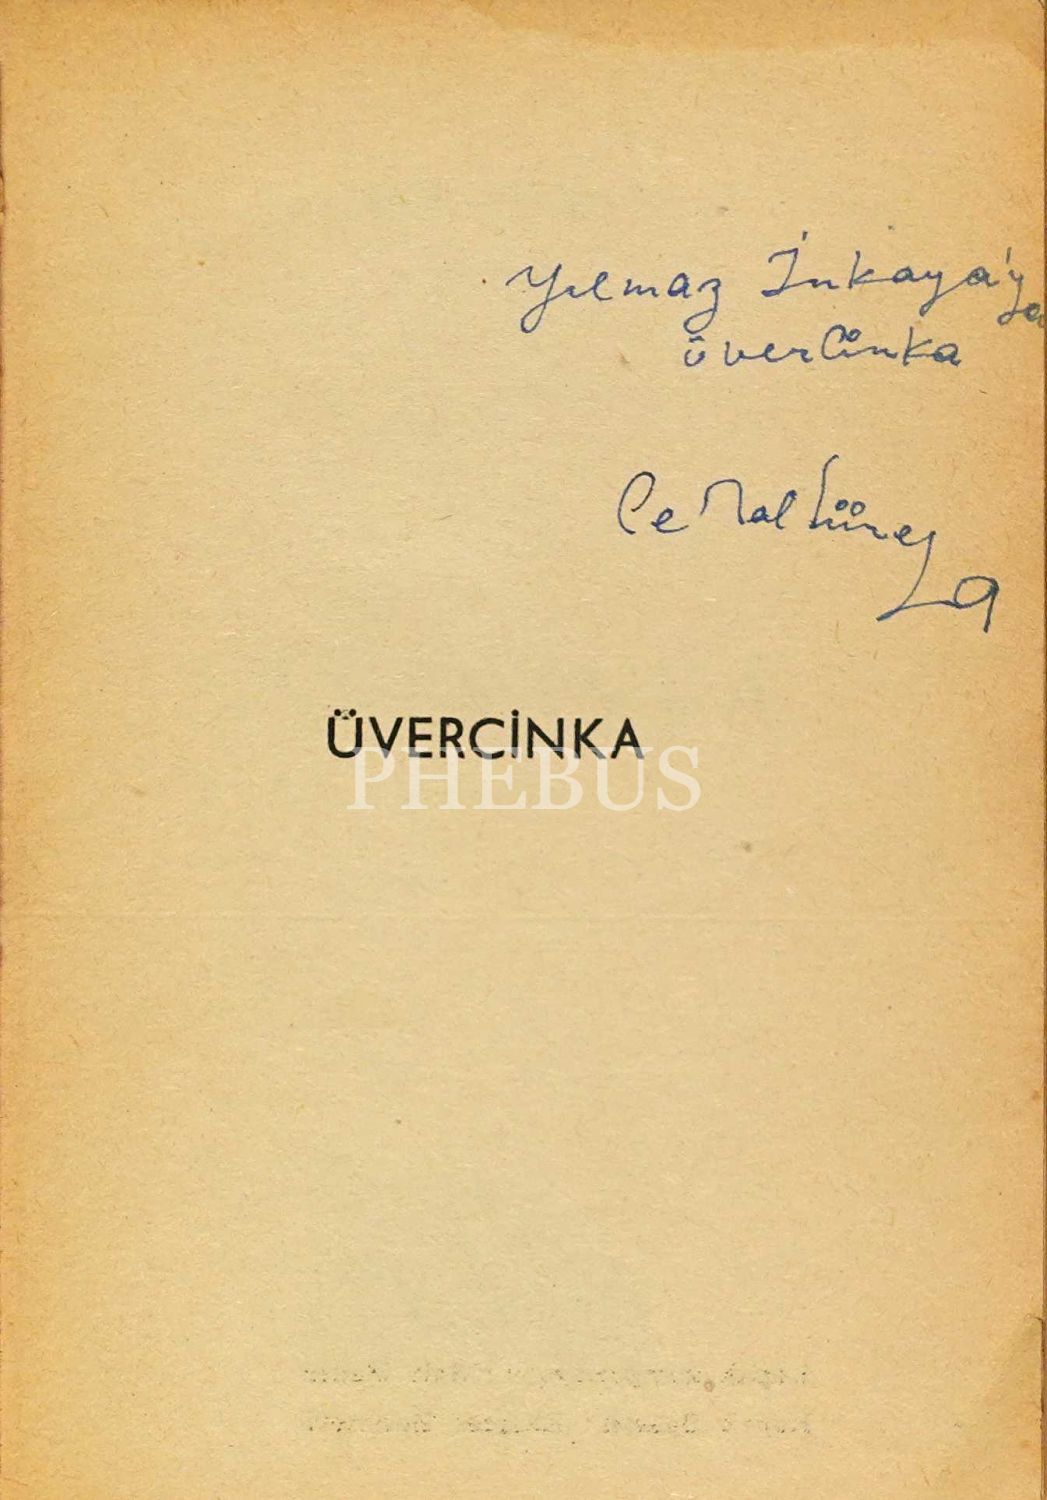 Yılmaz İnkaya'ya
üvercinka
Cemal Süreya
ÜVERCİNKA
PHEBUS